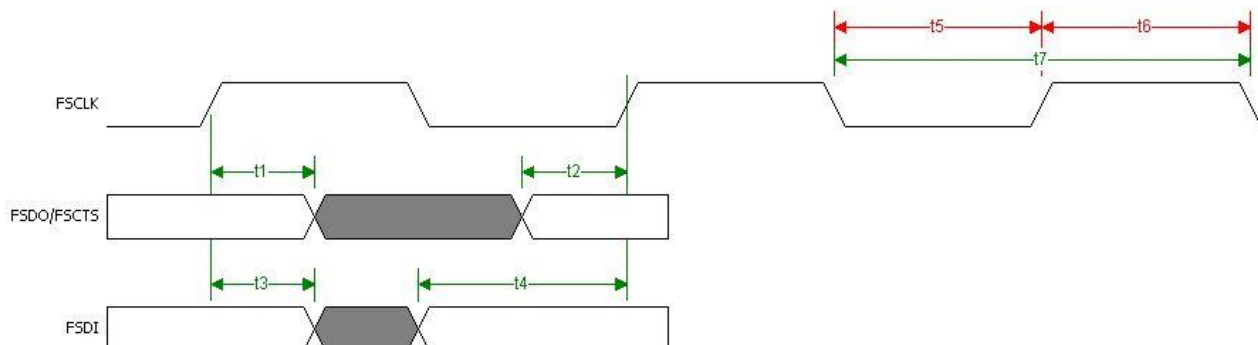 t5 t6
t7
FSCLK
t1 t2
FSDO/FSCTS
t3 t4
FSDI